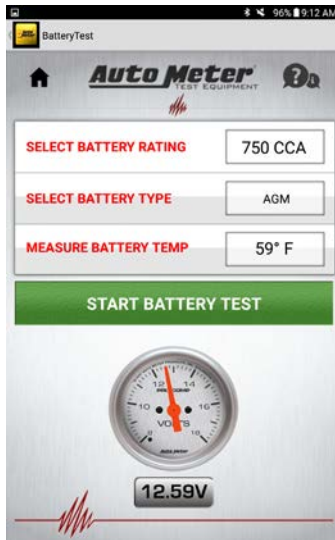 96% 9:12 AM
BatteryTest
Auto Meter
TEST EQUIPMENT
SELECT BATTERY RATING 750 CCA
SELECT BATTERY TYPE AGM
MEASURE BATTERY TEMP 59° F
START BATTERY TEST
12 14
10 16
VOLTS
8 18
12.59V